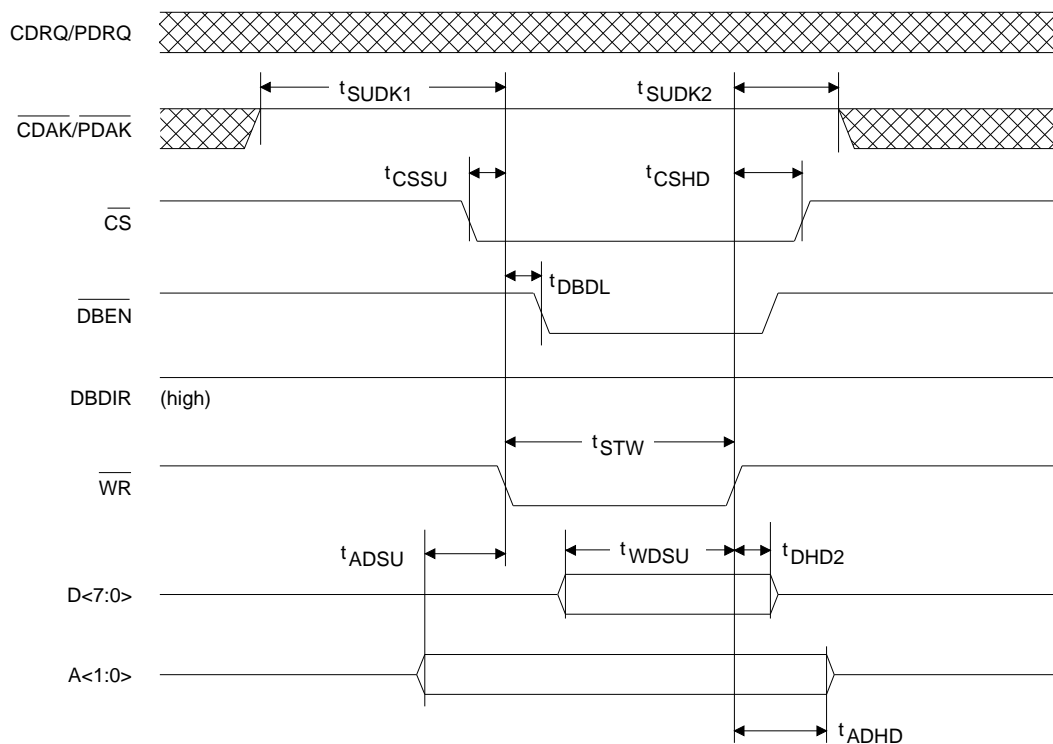 CDRQ/PDRQ
tSUDK1
tSUDK2
CDAK/PDAK
tCSSU
tCSHD
CS
tDBDL
DBEN
DBDIR
(high)
tSTW
WR
tADSU
tWDSU
tDHD2
D<7:0>
A<1:0>
tADHD